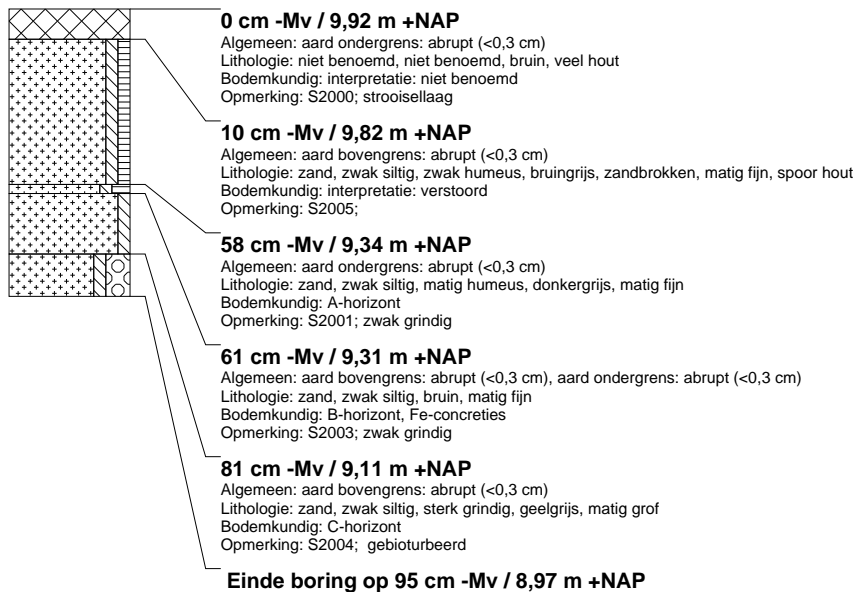 0 cm -Mv / 9,92 m +NAP
Algemeen: aard ondergrens: abrupt (<0,3 cm)
Lithologie: niet benoemd, niet benoemd, bruin, veel hout
Bodemkundig: interpretatie: niet benoemd
Opmerking: S2000; strooisellaag
10 cm -Mv / 9,82 m +NAP
Algemeen: aard bovengrens: abrupt (<0,3 cm)
Lithologie: zand, zwak siltig, zwak humeus, bruingrijs, zandbrokken, matig fijn, spoor hout
Bodemkundig: interpretatie: verstoord
Opmerking: S2005;
58 cm -Mv / 9,34 m +NAP
Algemeen: aard ondergrens: abrupt (<0,3 cm)
Lithologie: zand, zwak siltig, matig humeus, donkergrijs, matig fijn
Bodemkundig: A-horizont
Opmerking: S2001; zwak grindig
61 cm -Mv / 9,31 m +NAP
Algemeen: aard bovengrens: abrupt (<0,3 cm), aard ondergrens: abrupt (<0,3 cm)
Lithologie: zand, zwak siltig, bruin, matig fijn
Bodemkundig: B-horizont, Fe-concreties
Opmerking: S2003; zwak grindig
81 cm -Mv / 9,11 m +NAP
Algemeen: aard bovengrens: abrupt (<0,3 cm)
Lithologie: zand, zwak siltig, sterk grindig, geelgrijs, matig grof
Bodemkundig: C-horizont
Opmerking: S2004; gebioturbeerd
Einde boring op 95 cm -Mv / 8,97 m +NAP